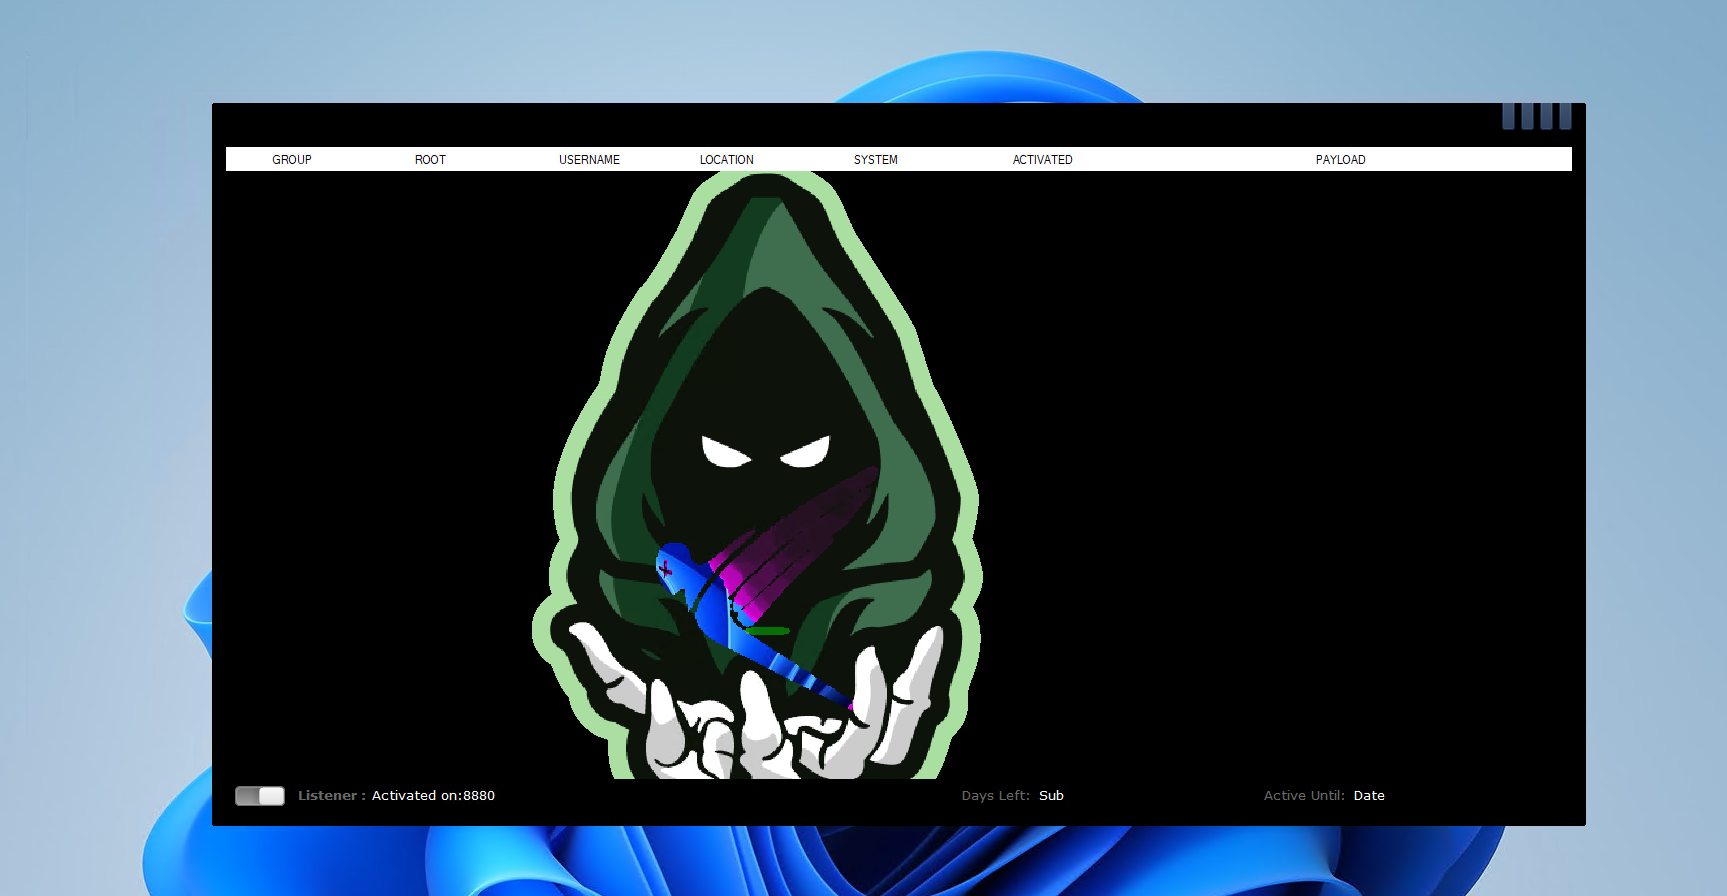 GROUP ROOT USERNAME LOCATION SYSTEM ACTIVATED PAYLOAD
Listener : Activated on:8880 Days Left: Sub Active Until: Date